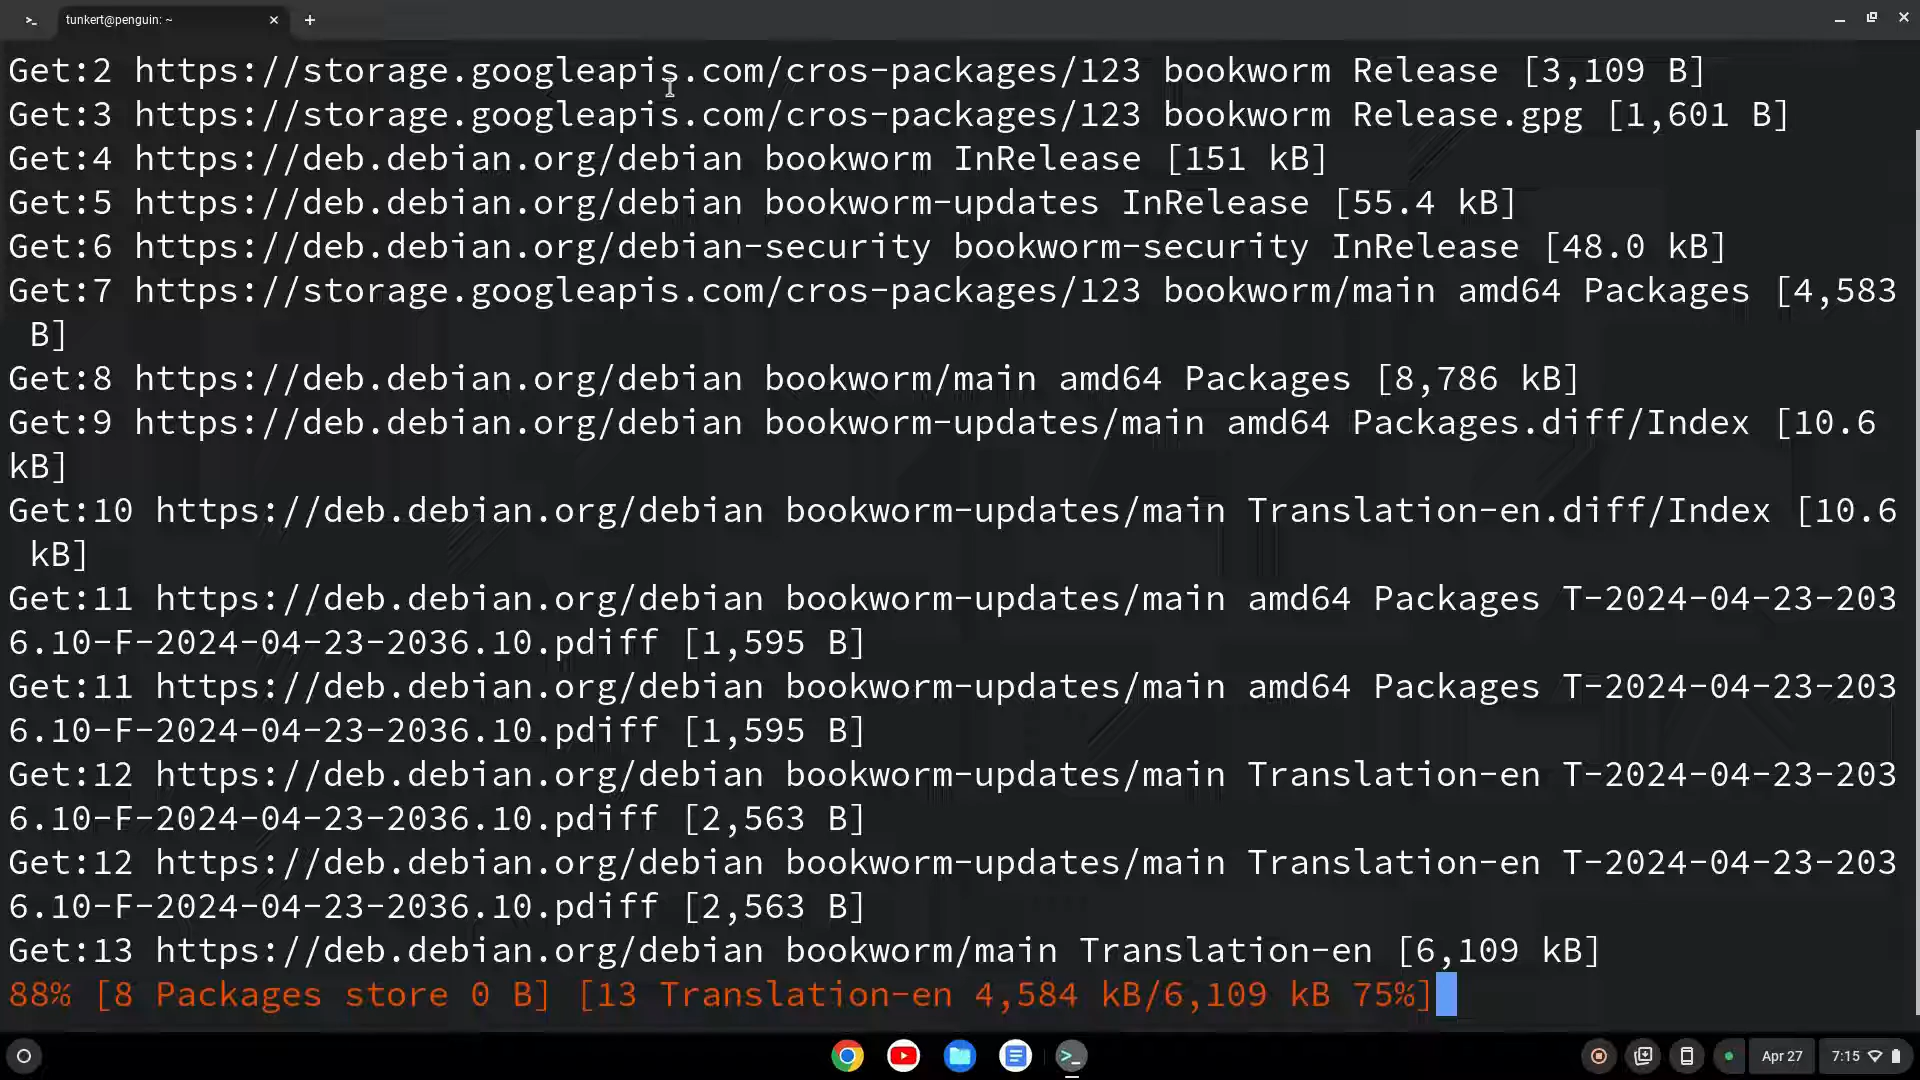 >_ tunkert@penguin: ~
Get:2 https://storage.googleapis.com/cros-packages/123 bookworm Release [3,109 B]
Get:3 https://storage.googleapis.com/cros-packages/123 bookworm Release.gpg [1,601 B]
Get:4 https://deb.debian.org/debian bookworm InRelease [151 kB]
Get:5 https://deb.debian.org/debian bookworm-updates InRelease [55.4 kB]
Get:6 https://deb.debian.org/debian-security bookworm-security InRelease [48.0 kB]
Get:7 https://storage.googleapis.com/cros-packages/123 bookworm/main amd64 Packages [4,583
B]
Get:8 https://deb.debian.org/debian bookworm/main amd64 Packages [8,786 kB]
Get:9 https://deb.debian.org/debian bookworm-updates/main amd64 Packages.diff/Index [10.6
kB]
Get:10 https://deb.debian.org/debian bookworm-updates/main Translation-en.diff/Index [10.6
kB]
Get:11 https://deb.debian.org/debian bookworm-updates/main amd64 Packages T-2024-04-23-203
6.10-F-2024-04-23-2036.10.pdiff [1,595 B]
Get:11 https://deb.debian.org/debian bookworm-updates/main amd64 Packages T-2024-04-23-203
6.10-F-2024-04-23-2036.10.pdiff [1,595 B]
Get:12 https://deb.debian.org/debian bookworm-updates/main Translation-en T-2024-04-23-203
6.10-F-2024-04-23-2036.10.pdiff [2,563 B]
Get:12 https://deb.debian.org/debian bookworm-updates/main Translation-en T-2024-04-23-203
6.10-F-2024-04-23-2036.10.pdiff [2,563 B]
Get:13 https://deb.debian.org/debian bookworm/main Translation-en [6,109 kB]
88% [8 Packages store 0 B] [13 Translation-en 4,584 kB/6,109 kB 75%]
Apr 27 7:15